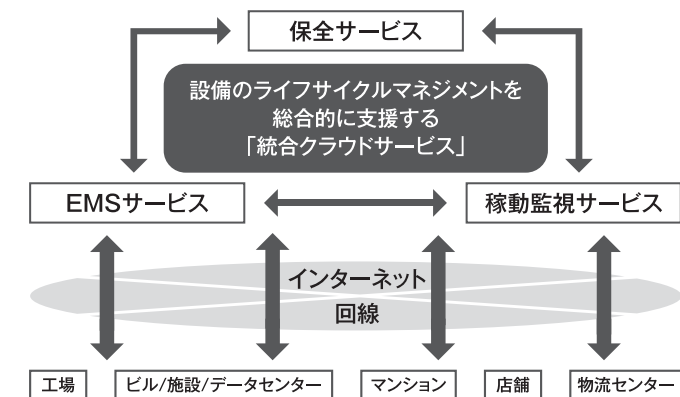 保全サービス
設備のライフサイクルマネジメントを
総合的に支援する
「統合クラウドサービス」
EMSサービス
稼動監視サービス
インターネット
回線
工場
ビル/施設/データセンター
マンション
店舗
物流センター